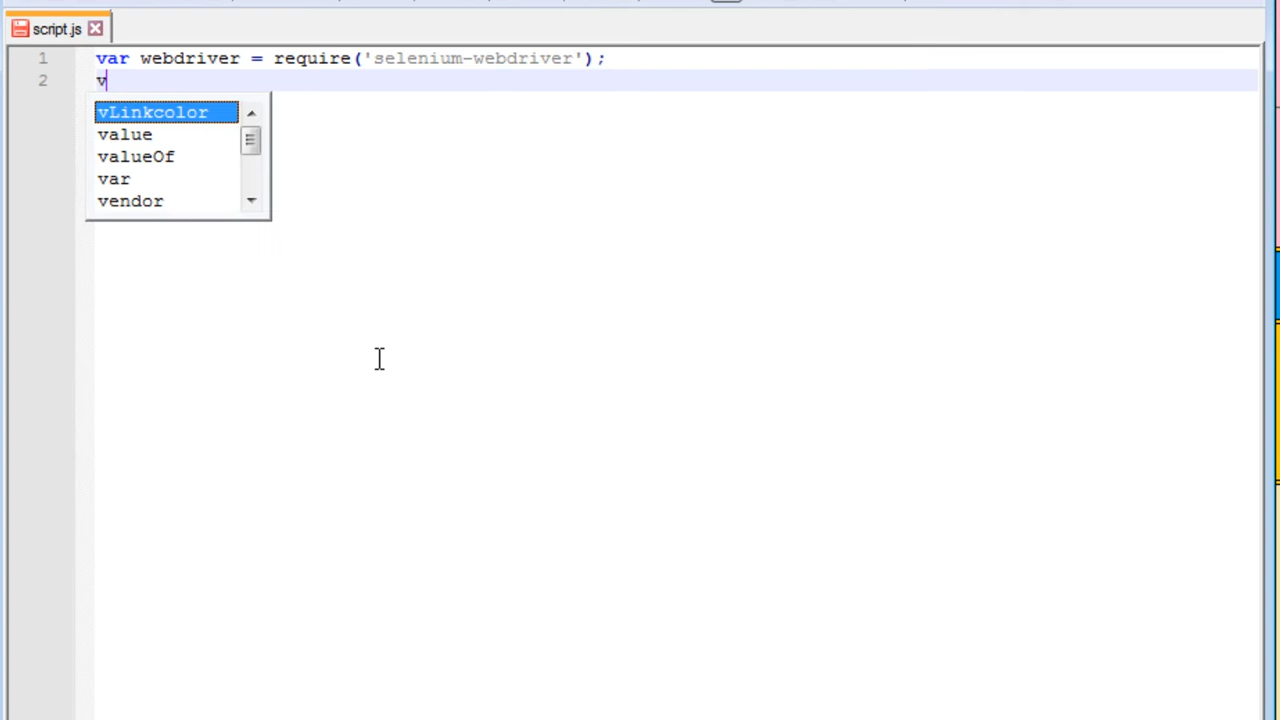 script.js
1 var webdriver = require('selenium-webdriver');
2 v
vLinkcolor
value
valueOf
var
vendor